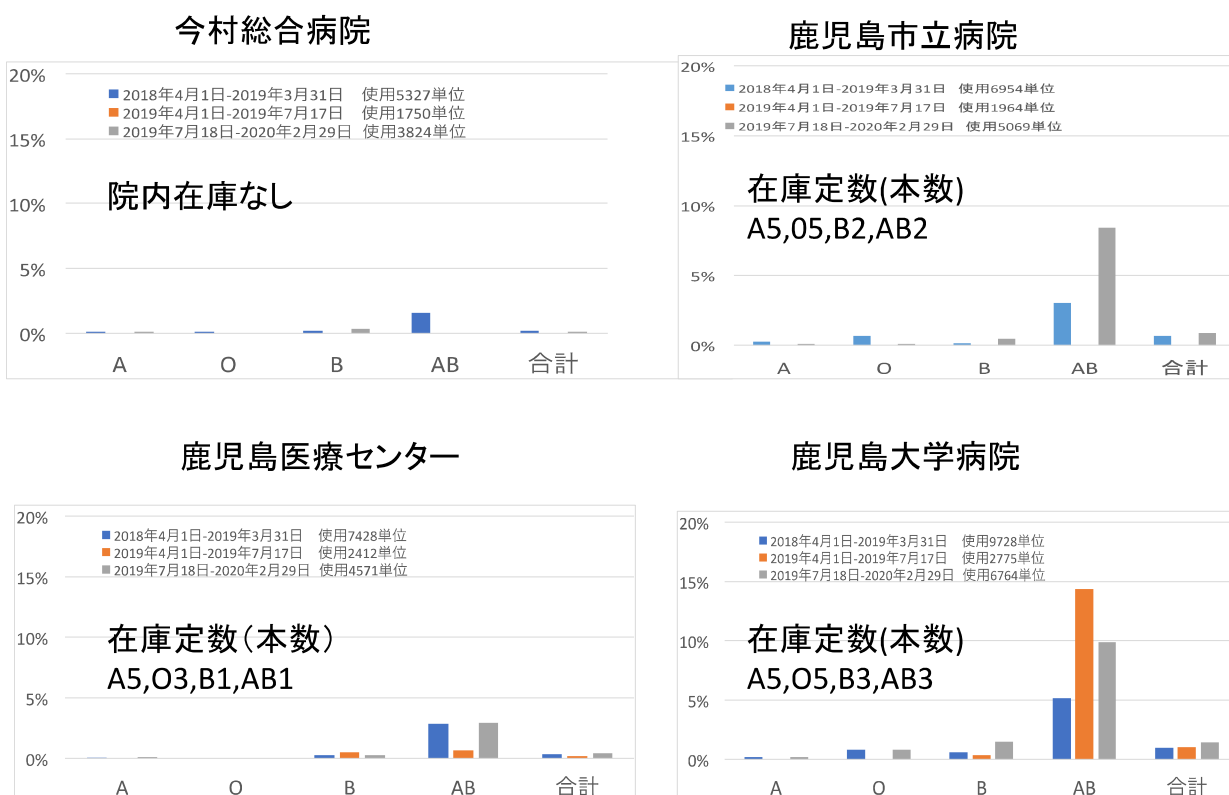 今村総合病院
20%
■ 2018年4月1日-2019年3月31日 使用5327単位
■ 2019年4月1日-2019年7月17日 使用1750単位
■ 2019年7月18日-2020年2月29日 使用3824単位
15%
院内在庫なし
10%
5%
0%
A O B AB 合計
鹿児島市立病院
20%
■ 2018年4月1日-2019年3月31日 使用6954単位
■ 2019年4月1日-2019年7月17日 使用1964単位
■ 2019年7月18日-2020年2月29日 使用5069単位
15%
在庫定数(本数)
10%
A5,05,B2,AB2
5%
0%
A O B AB 合計
鹿児島医療センター
20%
■ 2018年4月1日-2019年3月31日 使用7428単位
■ 2019年4月1日-2019年7月17日 使用2412単位
■ 2019年7月18日-2020年2月29日 使用4571単位
15%
在庫定数（本数）
10%
A5,O3,B1,AB1
5%
0%
A O B AB 合計
鹿児島大学病院
20%
■ 2018年4月1日-2019年3月31日 使用9728単位
■ 2019年4月1日-2019年7月17日 使用2775単位
■ 2019年7月18日-2020年2月29日 使用6764単位
15%
在庫定数(本数)
10%
A5,O5,B3,AB3
5%
0%
A O B AB 合計